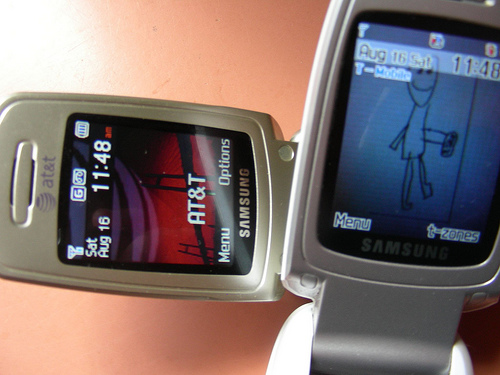 at&t
G
11:48 am
Sat
Aug 16
AT&T
Menu Options
SAMSUNG
Aug 16 Sat 11:48
T-Mobile
Menu t-zones
SAMSUNG